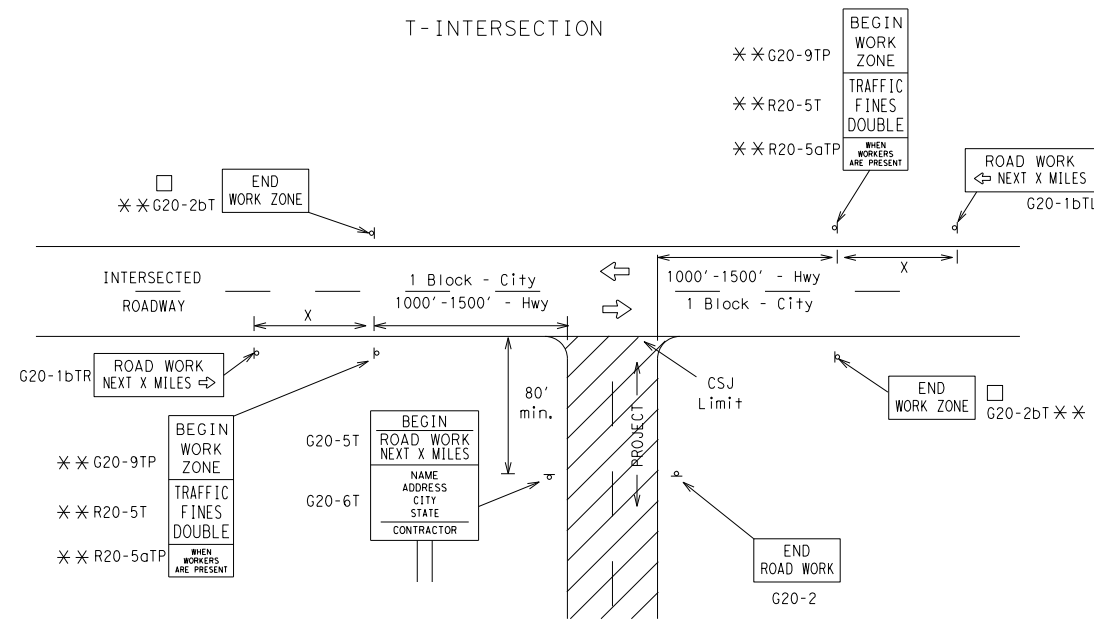 T-INTERSECTION
BEGIN
WORK
ZONE
TRAFFIC
FINES
DOUBLE
WHEN
WORKERS
ARE PRESENT
**G20-9TP
**R20-5T
**R20-5aTP
ROAD WORK
⇦ NEXT X MILES
G20-1bTL
□
**G20-2bT
END
WORK ZONE
INTERSECTED
ROADWAY
1 Block - City
1000'-1500' - Hwy
1000'-1500' - Hwy
1 Block - City
X
X
G20-1bTR
ROAD WORK
NEXT X MILES ⇨
80'
min.
PROJECT
CSJ
Limit
END
WORK ZONE
□
G20-2bT**
**G20-9TP
**R20-5T
**R20-5aTP
BEGIN
WORK
ZONE
TRAFFIC
FINES
DOUBLE
WHEN
WORKERS
ARE PRESENT
G20-5T
G20-6T
BEGIN
ROAD WORK
NEXT X MILES
NAME
ADDRESS
CITY
STATE
CONTRACTOR
END
ROAD WORK
G20-2